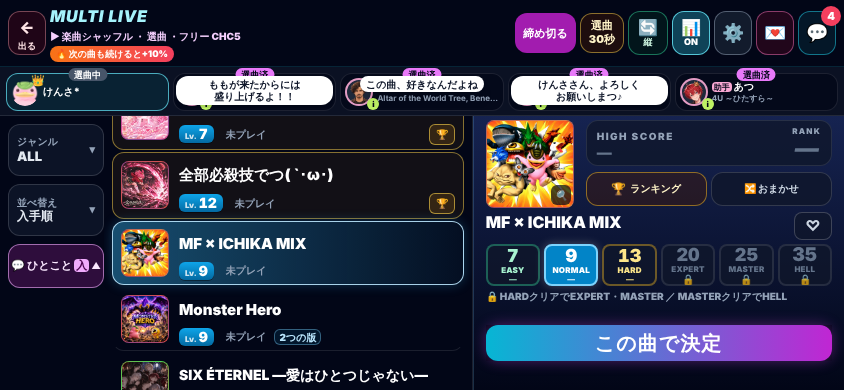 出る
MULTI LIVE
▶ 楽曲シャッフル ・ 選曲 ・フリー CHC5
🔥 次の曲も続けると+10%
締め切る
選曲
30秒
🔄
縦
📊
ON
⚙️
💌
💬
4
選曲中
けんさ*
選曲済
ももが来たからには
盛り上げるよ！！
選曲済
この曲、好きなんだよね
Altar of the World Tree, Bene…
選曲済
けんささん、よろしく
お願いしまつ♪
選曲済
助手 あつ
4U ～ひたすら～
ジャンル
ALL ▼
並べ替え
入手順 ▼
💬 ひとこと 入 ▲
Lv. 7 未プレイ
全部必殺技でつ(｀･ω･)
Lv. 12 未プレイ
MF × ICHIKA MIX
Lv. 9 未プレイ
Monster Hero
Lv. 9 未プレイ 2つの版
SIX ÉTERNEL —愛はひとつじゃない—
HIGH SCORE
—
RANK
—
🏆 ランキング
🔀おまかせ
MF × ICHIKA MIX
♡
7
EASY
—
9
NORMAL
—
13
HARD
—
20
EXPERT
🔒
25
MASTER
🔒
35
HELL
🔒
🔒 HARDクリアでEXPERT・MASTER ／ MASTERクリアでHELL
この曲で決定